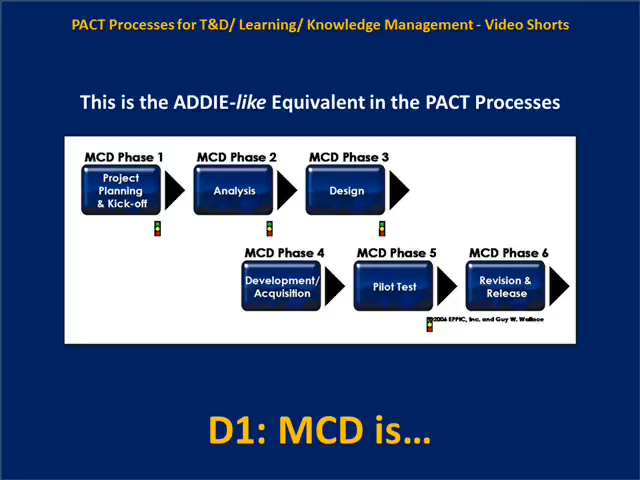 PACT Processes for T&D/ Learning/ Knowledge Management - Video Shorts
This is the ADDIE-like Equivalent in the PACT Processes
MCD Phase 1
Project
Planning
& Kick-off
MCD Phase 2
Analysis
MCD Phase 3
Design
MCD Phase 4
Development/
Acquisition
MCD Phase 5
Pilot Test
MCD Phase 6
Revision &
Release
2006 EPPIC, Inc. and Guy W. Wallace
D1: MCD is...